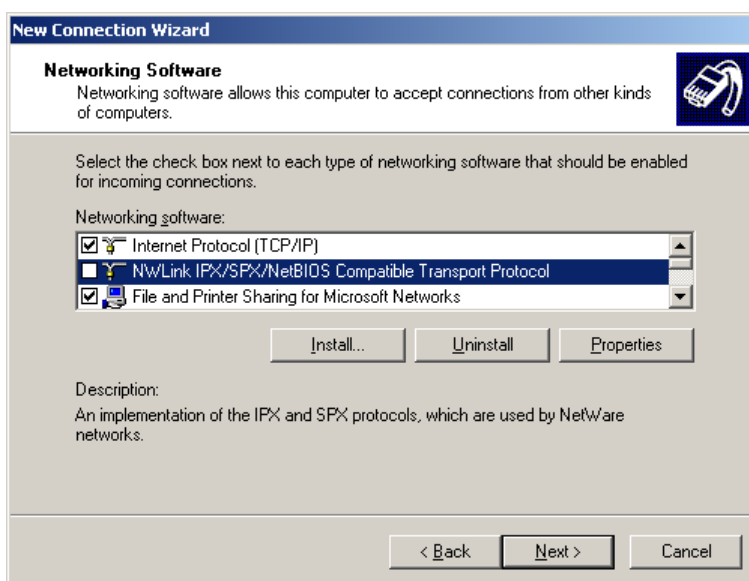 New Connection Wizard
Networking Software
Networking software allows this computer to accept connections from other kinds
of computers.
Select the check box next to each type of networking software that should be enabled
for incoming connections.
Networking software:
Internet Protocol (TCP/IP)
NWLink IPX/SPX/NetBIOS Compatible Transport Protocol
File and Printer Sharing for Microsoft Networks
Install... Uninstall Properties
Description:
An implementation of the IPX and SPX protocols, which are used by NetWare
networks.
< Back Next > Cancel